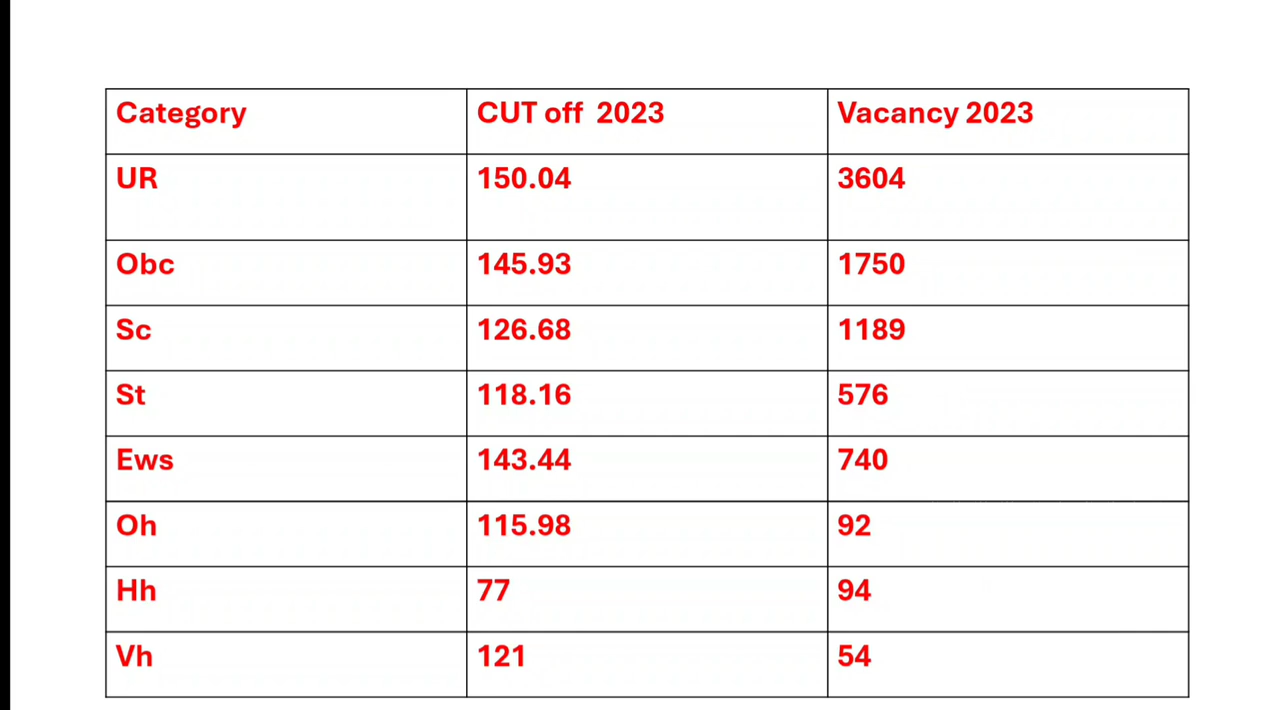 Category CUT off 2023 Vacancy 2023
UR 150.04 3604
Obc 145.93 1750
Sc 126.68 1189
St 118.16 576
Ews 143.44 740
Oh 115.98 92
Hh 77 94
Vh 121 54